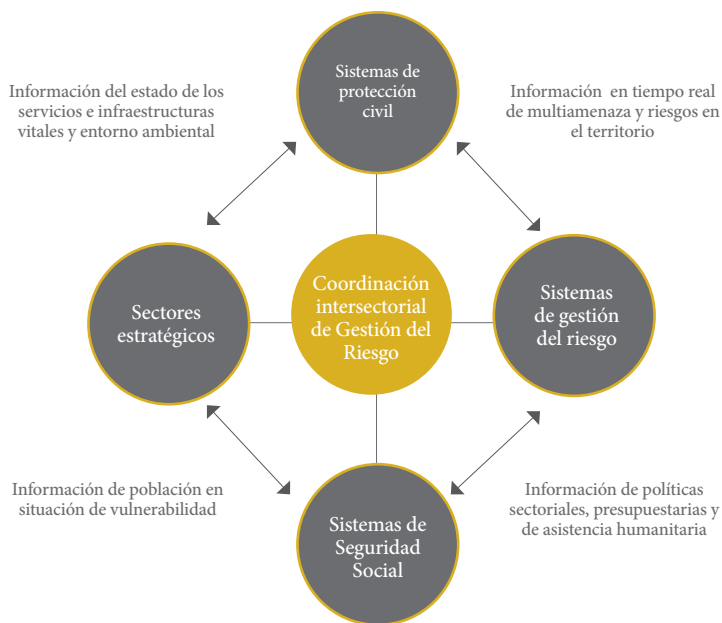 Sistemas de
protección
civil
Información del estado de los
servicios e infraestructuras
vitales y entorno ambiental
Información en tiempo real
de multiamenaza y riesgos en
el territorio
Sectores
estratégicos
Coordinación
intersectorial
de Gestión del
Riesgo
Sistemas
de gestión
del riesgo
Información de población en
situación de vulnerabilidad
Información de políticas
sectoriales, presupuestarias y
de asistencia humanitaria
Sistemas de
Seguridad
Social